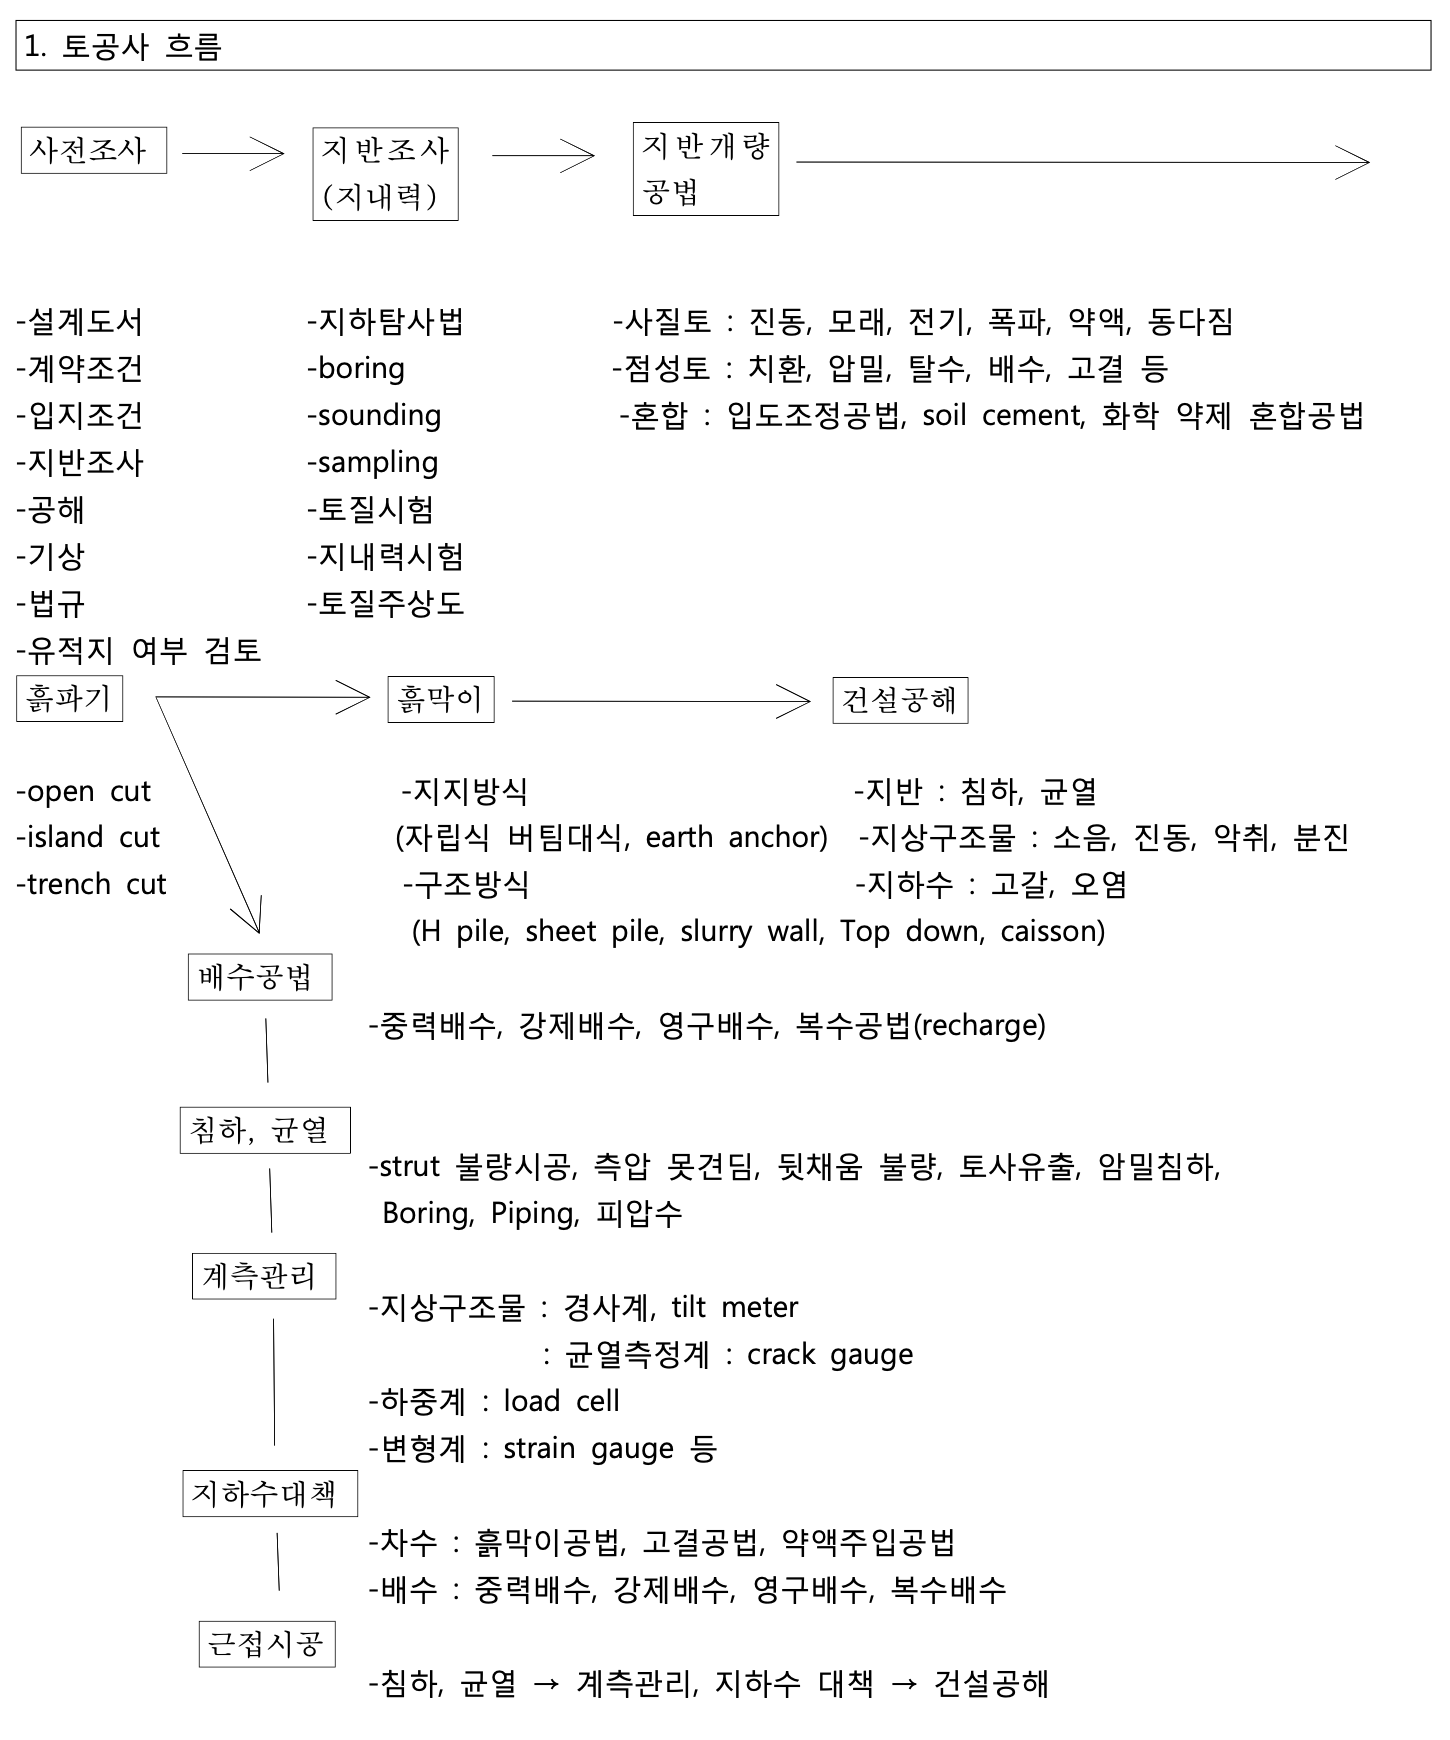 1. 토공사 흐름
사전조사
지반조사
(지내력)
지반개량
공법
-설계도서
-계약조건
-입지조건
-지반조사
-공해
-기상
-법규
-유적지 여부 검토
-지하탐사법
-boring
-sounding
-sampling
-토질시험
-지내력시험
-토질주상도
-사질토 : 진동, 모래, 전기, 폭파, 약액, 동다짐
-점성토 : 치환, 압밀, 탈수, 배수, 고결 등
-혼합 : 입도조정공법, soil cement, 화학 약제 혼합공법
흙파기
흙막이
건설공해
-open cut
-island cut
-trench cut
-지지방식
(자립식 버팀대식, earth anchor)
-구조방식
(H pile, sheet pile, slurry wall, Top down, caisson)
-지반 : 침하, 균열
-지상구조물 : 소음, 진동, 악취, 분진
-지하수 : 고갈, 오염
배수공법
-중력배수, 강제배수, 영구배수, 복수공법(recharge)
침하, 균열
-strut 불량시공, 측압 못견딤, 뒷채움 불량, 토사유출, 암밀침하,
Boring, Piping, 피압수
계측관리
-지상구조물 : 경사계, tilt meter
: 균열측정계 : crack gauge
-하중계 : load cell
-변형계 : strain gauge 등
지하수대책
-차수 : 흙막이공법, 고결공법, 약액주입공법
-배수 : 중력배수, 강제배수, 영구배수, 복수배수
근접시공
-침하, 균열 → 계측관리, 지하수 대책 → 건설공해